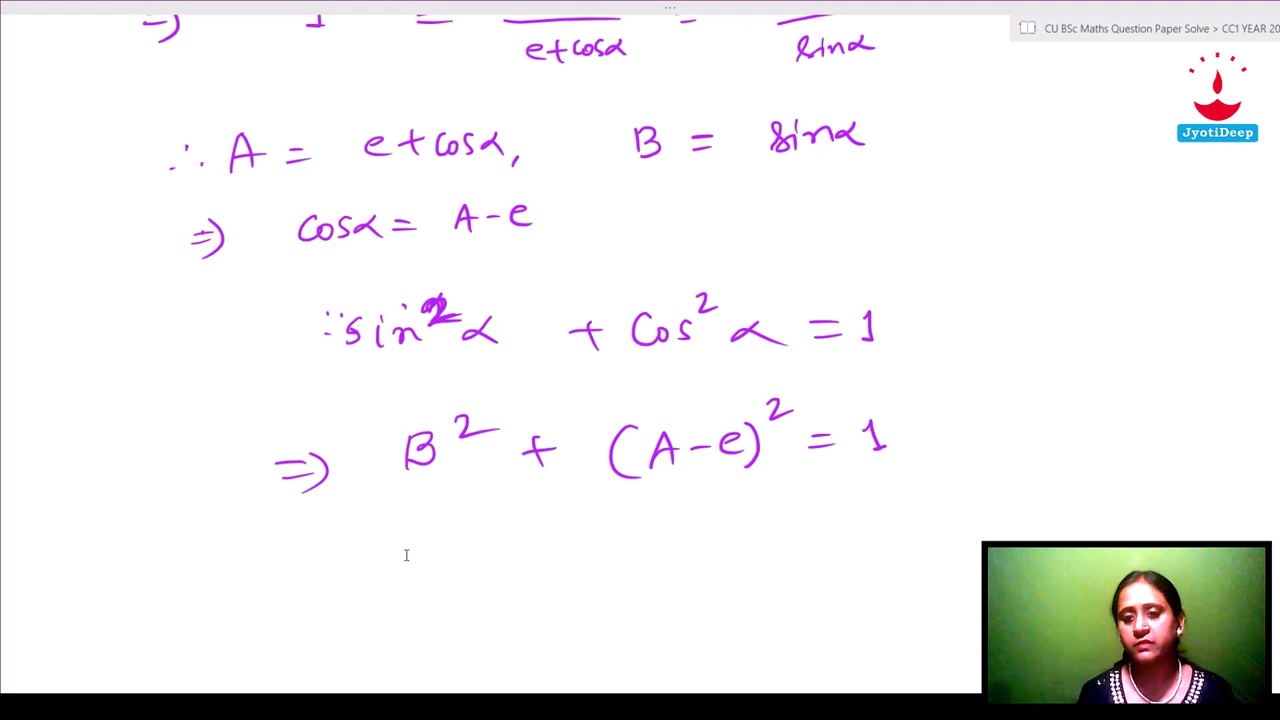 CU BSc Maths Question Paper Solve > CC1 YEAR 20
JyotiDeep
⇒ 1 = ‾‾/e+cosα = ‾‾/sinα
∴ A = e+cosα, B = sinα
⇒ cosα = A-e
∵ sin²α + cos²α = 1
⇒ B² + (A-e)² = 1